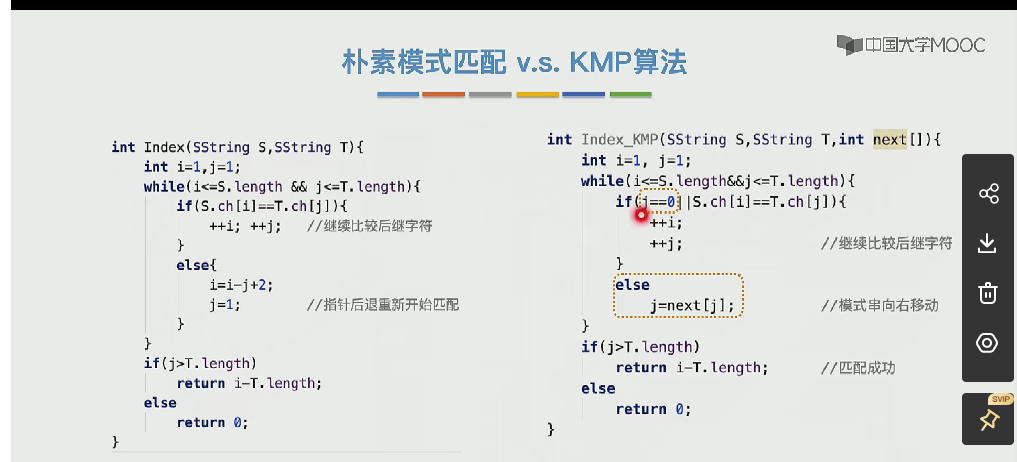 中国大学MOOC
朴素模式匹配 v.s. KMP算法
int Index(SString S,SString T){
int i=1,j=1;
while(i<=S.length && j<=T.length){
if(S.ch[i]==T.ch[j]){
++i; ++j; //继续比较后继字符
}
else{
i=i-j+2;
j=1; //指针后退重新开始匹配
}
}
if(j>T.length)
return i-T.length;
else
return 0;
}
int Index_KMP(SString S,SString T,int next[]){
int i=1, j=1;
while(i<=S.length&&j<=T.length){
if(j==0||S.ch[i]==T.ch[j]){
++i;
++j; //继续比较后继字符
}
else
j=next[j]; //模式串向右移动
}
if(j>T.length)
return i-T.length; //匹配成功
else
return 0;
}
SVIP